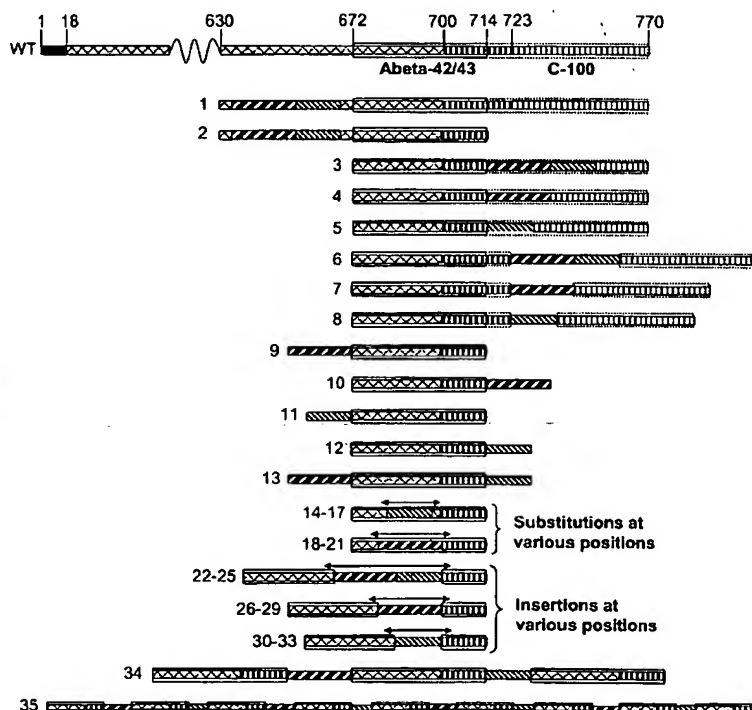 1 18 630 672 700 714 723 770
WT
Abeta-42/43 C-100
1
2
3
4
5
6
7
8
9
10
11
12
13
14-17
Substitutions at
various positions
18-21
22-25
26-29
Insertions at
various positions
30-33
34
35